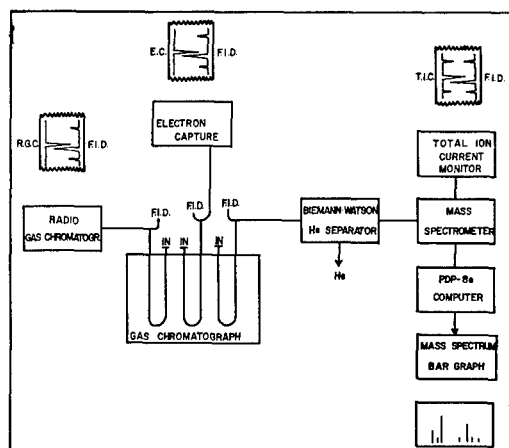 E.C.
F.I.D.
T.I.C.
F.I.D.
R.G.C.
F.I.D.
ELECTRON
CAPTURE
TOTAL ION
CURRENT
MONITOR
RADIO
GAS CHROMATOGR.
F.I.D.
F.I.D.
F.I.D.
BIEMANN-WATSON
He SEPARATOR
MASS
SPECTROMETER
IN
IN
IN
He
PDP-8e
COMPUTER
GAS CHROMATOGRAPH
MASS SPECTRUM
BAR GRAPH